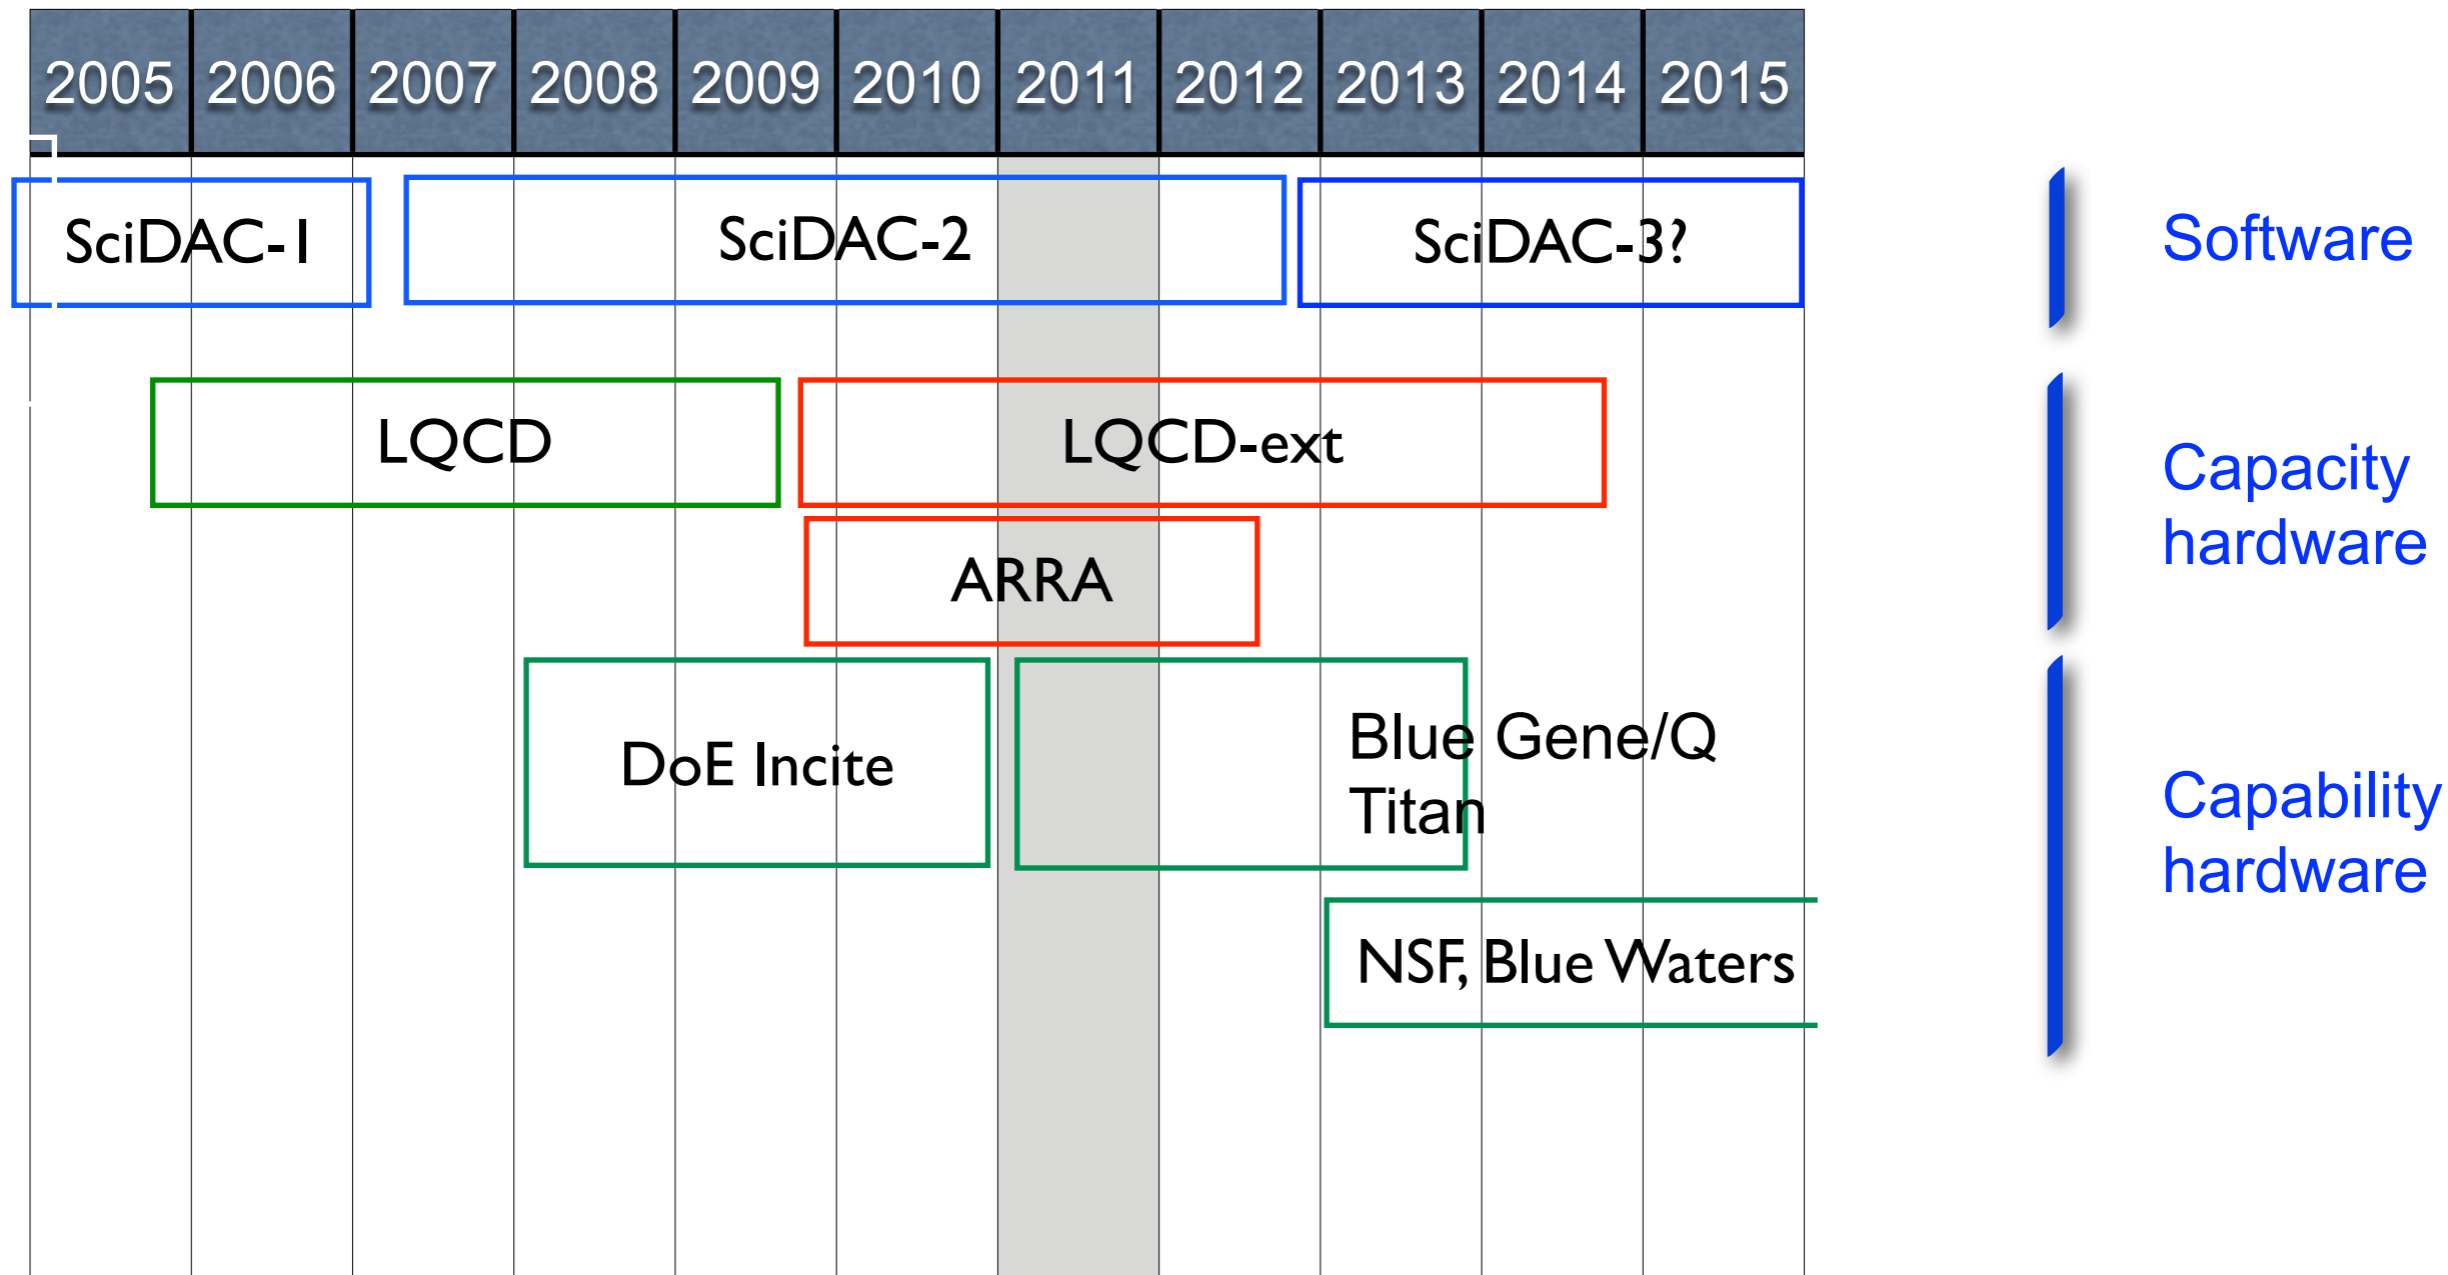 2005 2006 2007 2008 2009 2010 2011 2012 2013 2014 2015
SciDAC-1 SciDAC-2 SciDAC-3? Software
LQCD LQCD-ext
Capacity
hardware
ARRA
DoE Incite
Blue Gene/Q
Titan
Capability
hardware
NSF, Blue Waters